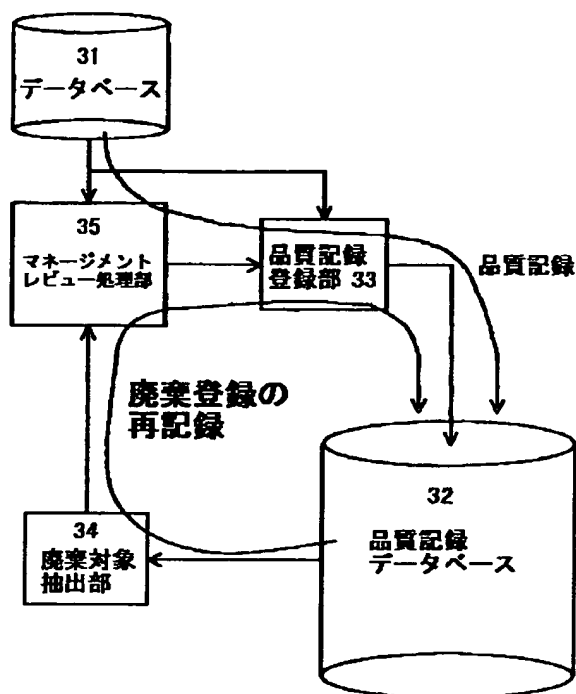 31
データベース
35
マネージメント
レビュー処理部
品質記録
登録部 33
品質記録
廃棄登録の
再記録
32
品質記録
データベース
34
廃棄対象
抽出部